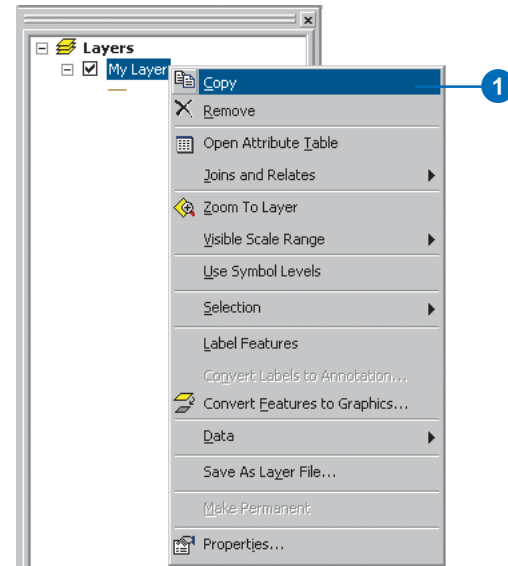 Layers
My Layer
Copy
1
Remove
Open Attribute Table
Joins and Relates
Zoom To Layer
Visible Scale Range
Use Symbol Levels
Selection
Label Features
Convert Labels to Annotation...
Convert Features to Graphics...
Data
Save As Layer File...
Make Permanent
Properties...